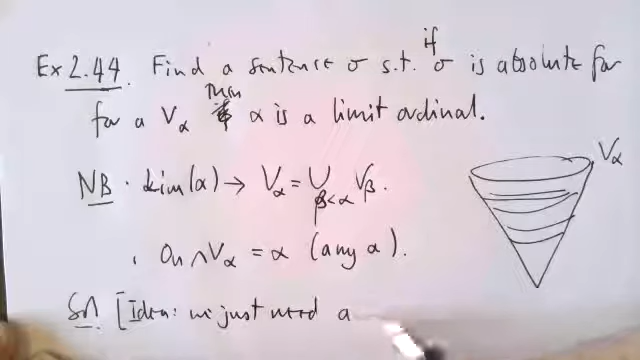 Ex 2.44. Find a sentence σ s.t. if σ is absolute for
for a Vα then α is a limit ordinal.
NB · Lim(α) → Vα = ∪β<α Vβ.
· On ∩ Vα = α (any α).
Vα
Sn. [Idea: we just need a